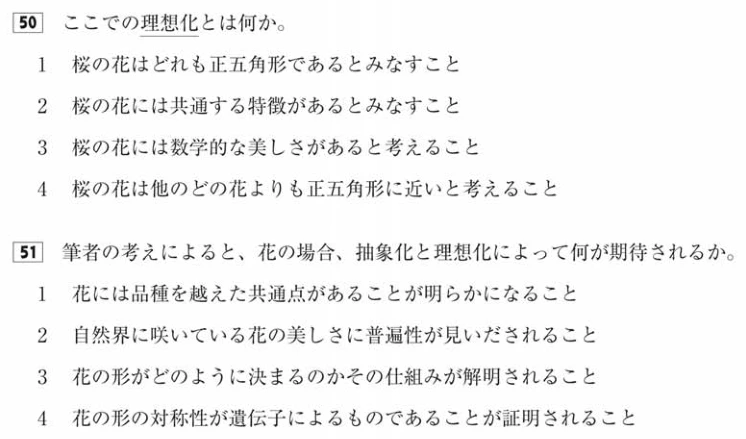 50 ここでの理想化とは何か。
1 桜の花はどれも正五角形であるとみなすこと
2 桜の花には共通する特徴があるとみなすこと
3 桜の花には数学的な美しさがあると考えること
4 桜の花は他のどの花よりも正五角形に近いと考えること
51 筆者の考えによると、花の場合、抽象化と理想化によって何が期待されるか。
1 花には品種を越えた共通点があることが明らかになること
2 自然界に咲いている花の美しさに普遍性が見いだされること
3 花の形がどのように決まるのかその仕組みが解明されること
4 花の形の対称性が遺伝子によるものであることが証明されること